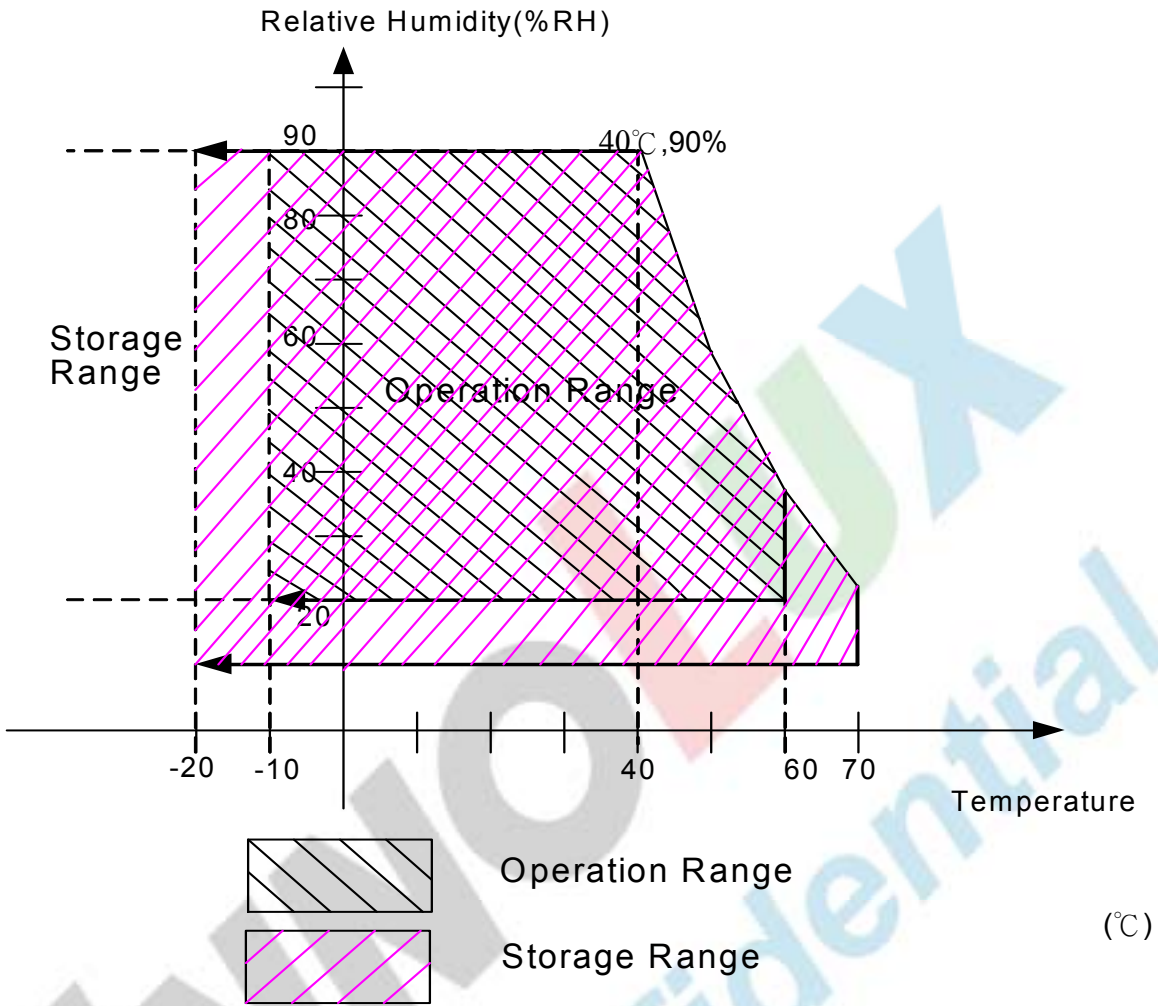 Relative Humidity(%RH)
90
40℃,90%
80
Storage
Range
60
Operation Range
40
20
-20
-10
40
60
70
Temperature
Operation Range
(℃)
Storage Range